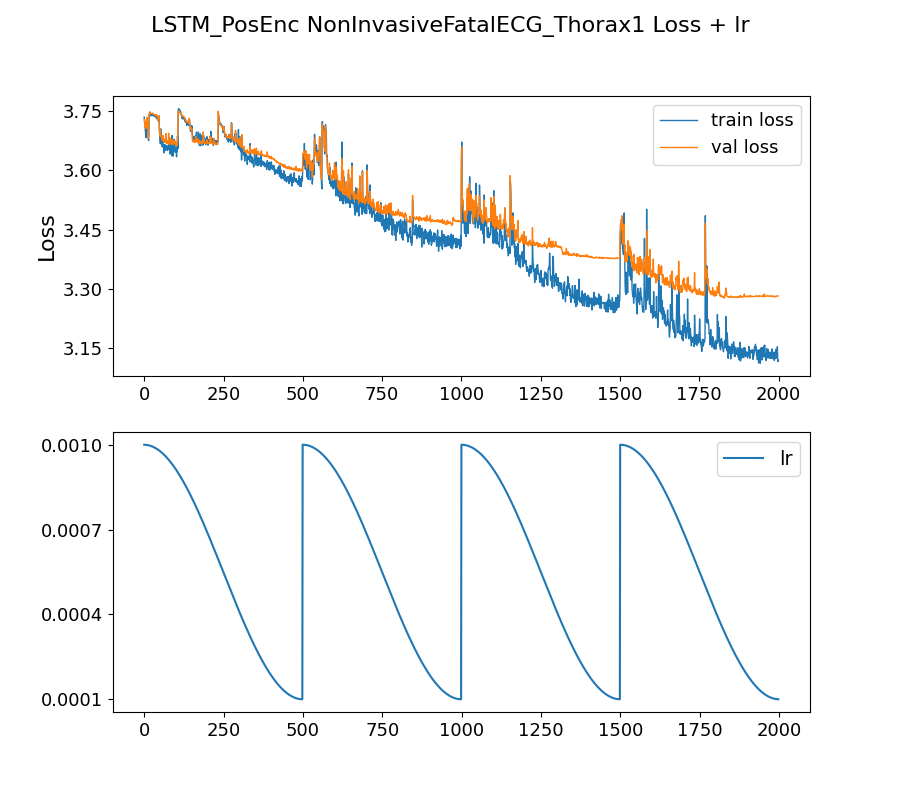 LSTM_PosEnc NonInvasiveFatalECG_Thorax1 Loss + lr
3.75
3.60
3.45
3.30
3.15
Loss
train loss
val loss
0 250 500 750 1000 1250 1500 1750 2000
0.0010
0.0007
0.0004
0.0001
lr
0 250 500 750 1000 1250 1500 1750 2000